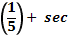 (1/5) + sec